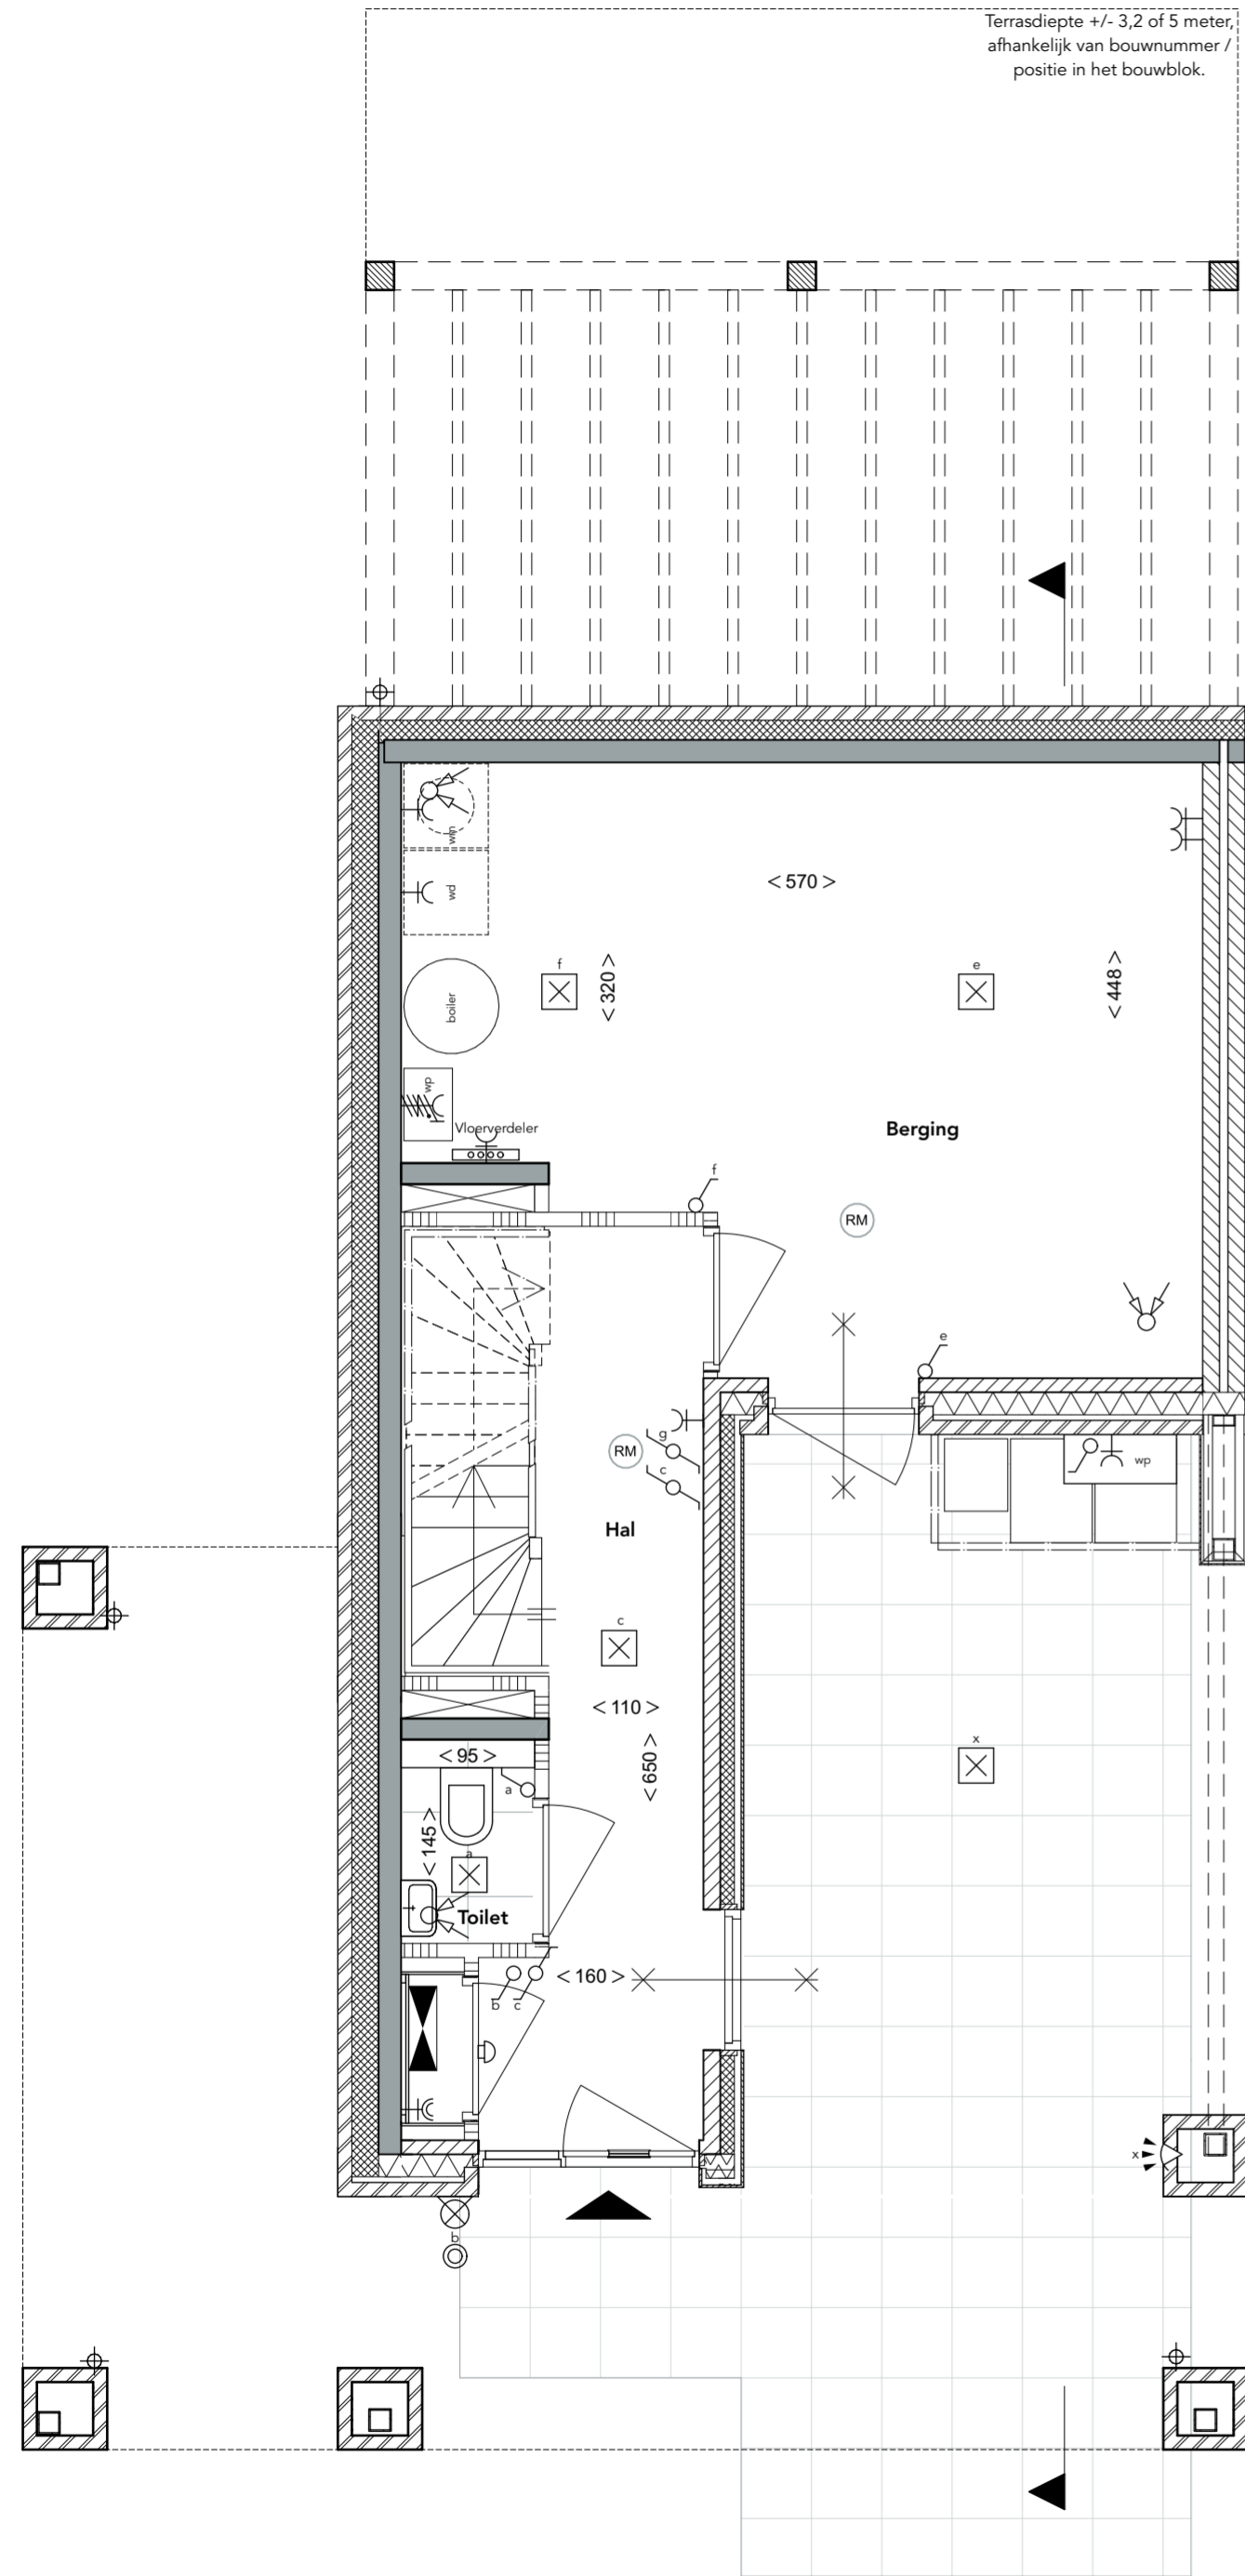 Terrasdiepte +/- 3,2 of 5 meter,
afhankelijk van bouwnummer /
positie in het bouwblok.
wm
wd
< 570 >
f
< 320 >
e
< 448 >
boiler
wp
Vloerverdeler
Berging
f
RM
e
g
RM
c
wp
Hal
c
< 110 >
x
< 650 >
< 95 >
a
< 145 >
a
Toilet
< 160 >
b c
x
b